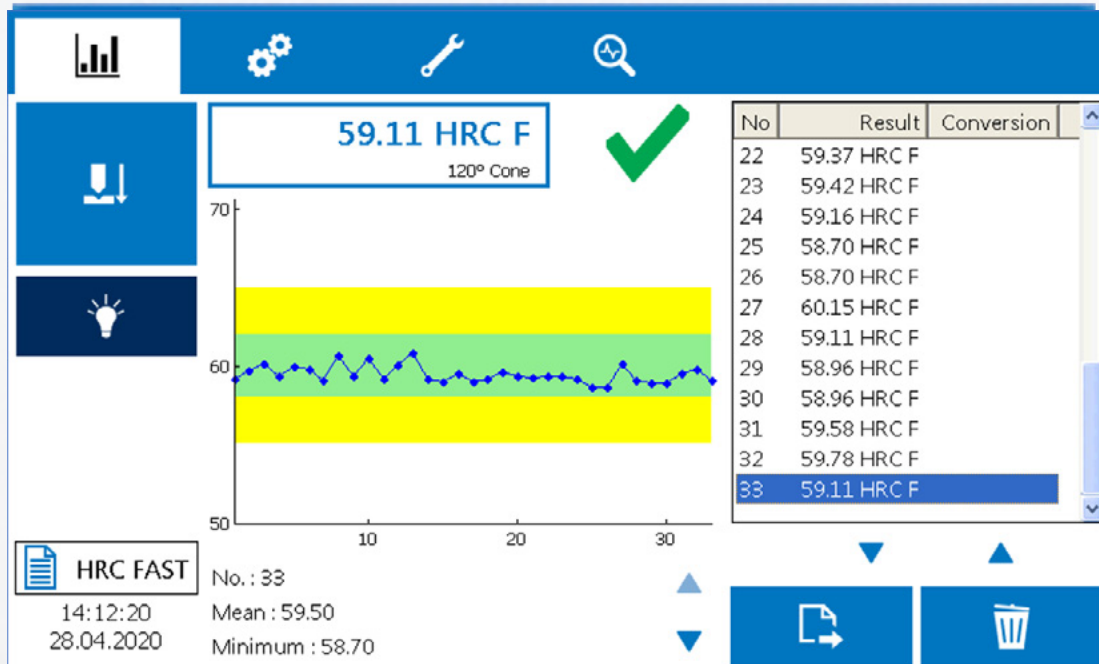 59.11 HRC F
120° Cone
70
60
50
10 20 30
No Result Conversion
22 59.37 HRC F
23 59.42 HRC F
24 59.16 HRC F
25 58.70 HRC F
26 58.70 HRC F
27 60.15 HRC F
28 59.11 HRC F
29 58.96 HRC F
30 58.96 HRC F
31 59.58 HRC F
32 59.78 HRC F
33 59.11 HRC F
HRC FAST
14:12:20
28.04.2020
No. : 33
Mean : 59.50
Minimum : 58.70